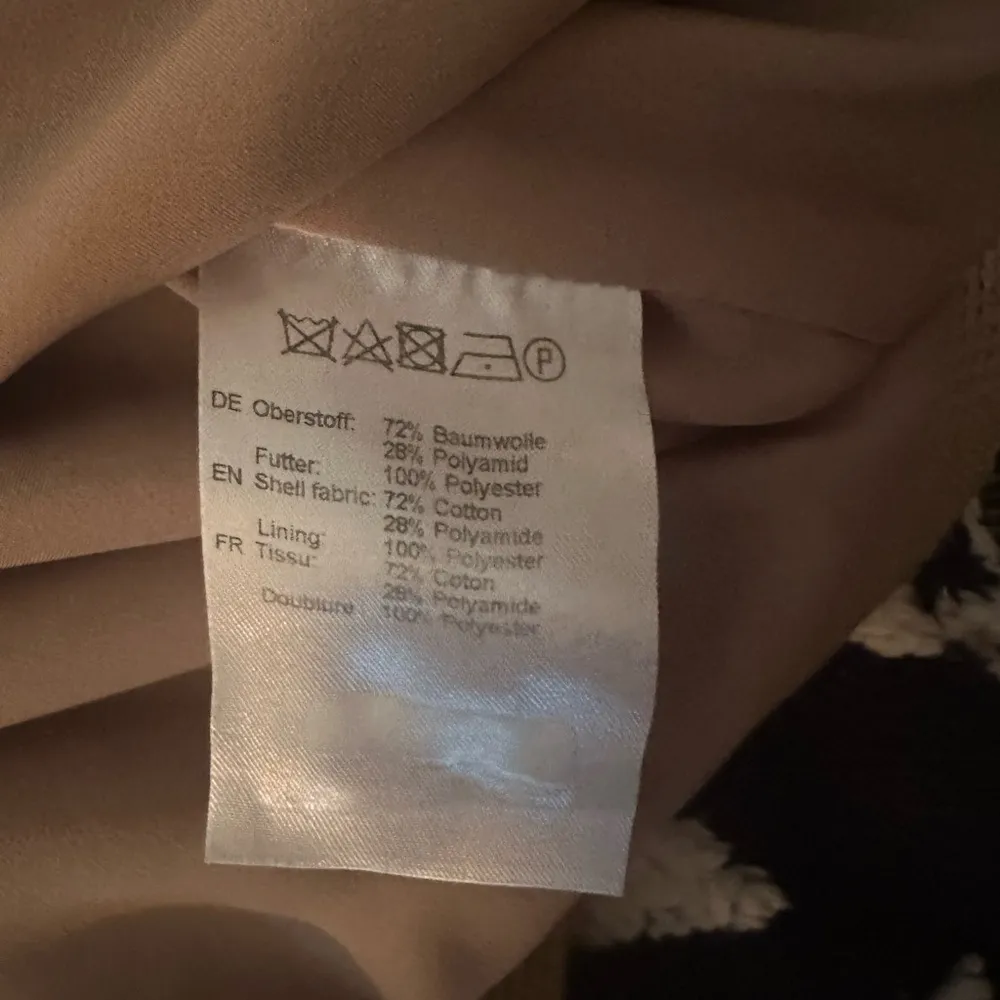 P
DE Oberstoff: 72% Baumwolle
28% Polyamid
Futter: 100% Polyester
EN Shell fabric: 72% Cotton
28% Polyamide
Lining: 100% Polyester
FR Tissu: 72% Coton
28% Polyamide
Doublure 100% Polyester